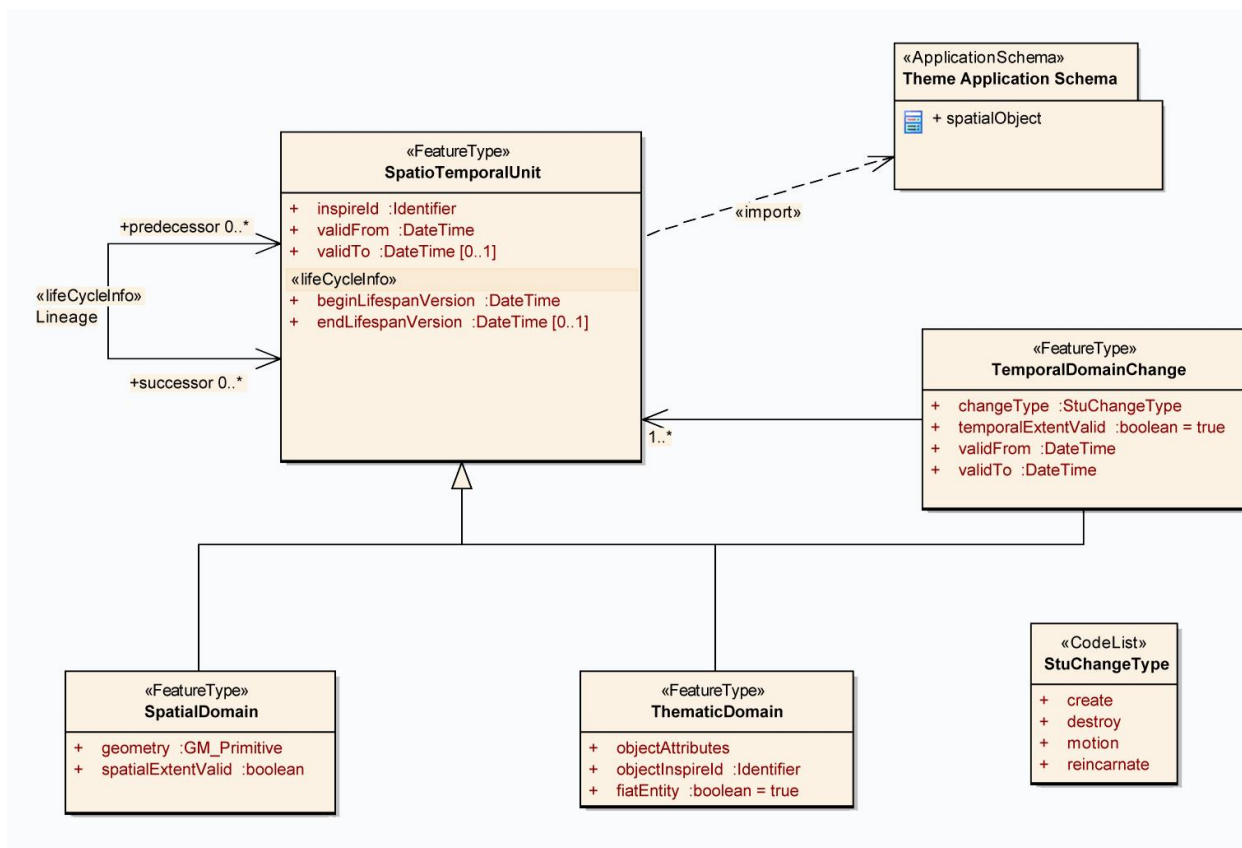 «ApplicationSchema»
Theme Application Schema
+ spatialObject
«FeatureType»
SpatioTemporalUnit
+ inspireId :Identifier
+ validFrom :DateTime
+ validTo :DateTime [0..1]
«lifeCycleInfo»
+ beginLifespanVersion :DateTime
+ endLifespanVersion :DateTime [0..1]
«import»
+predecessor 0..*
«lifeCycleInfo»
Lineage
+successor 0..*
«FeatureType»
TemporalDomainChange
+ changeType :StuChangeType
+ temporalExtentValid :boolean = true
+ validFrom :DateTime
+ validTo :DateTime
1..*
«FeatureType»
SpatialDomain
+ geometry :GM_Primitive
+ spatialExtentValid :boolean
«FeatureType»
ThematicDomain
+ objectAttributes
+ objectInspireId :Identifier
+ fiatEntity :boolean = true
«CodeList»
StuChangeType
+ create
+ destroy
+ motion
+ reincarnate